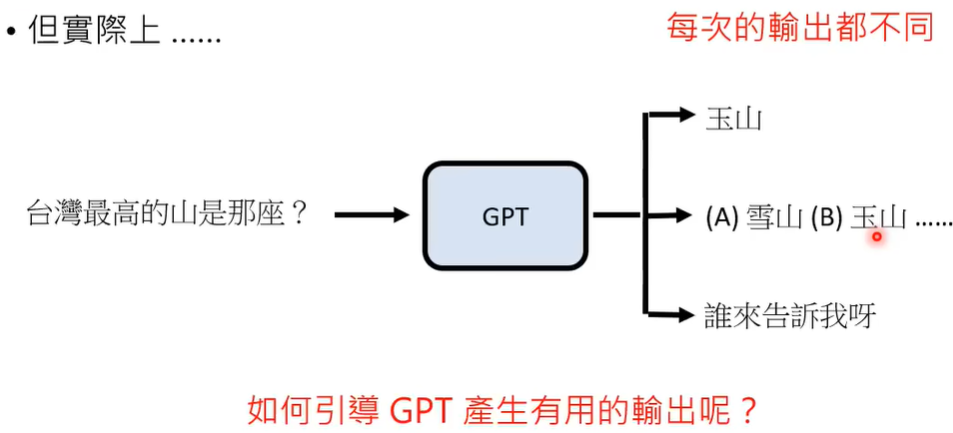 • 但實際上 ......
每次的輸出都不同
玉山
台灣最高的山是那座？
GPT
(A) 雪山 (B) 玉山 ......
誰來告訴我呀
如何引導 GPT 產生有用的輸出呢？